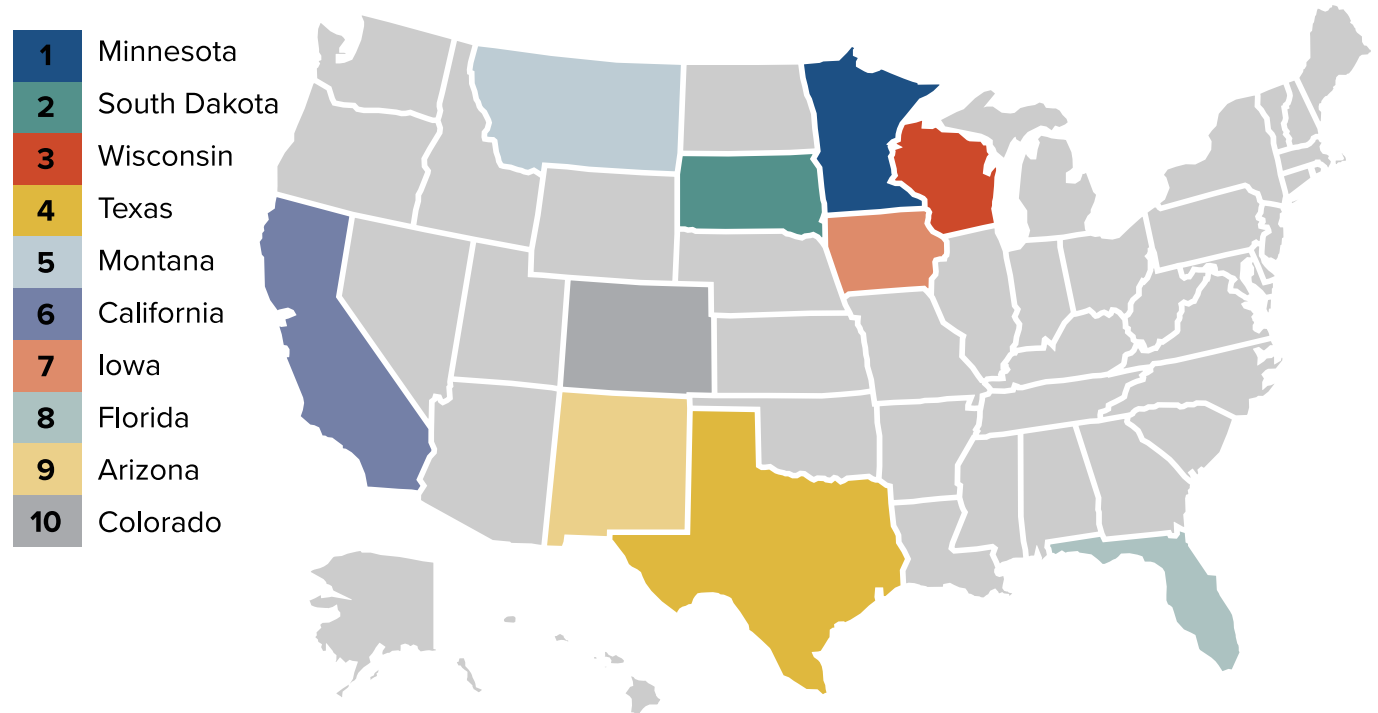 1 Minnesota
2 South Dakota
3 Wisconsin
4 Texas
5 Montana
6 California
7 Iowa
8 Florida
9 Arizona
10 Colorado